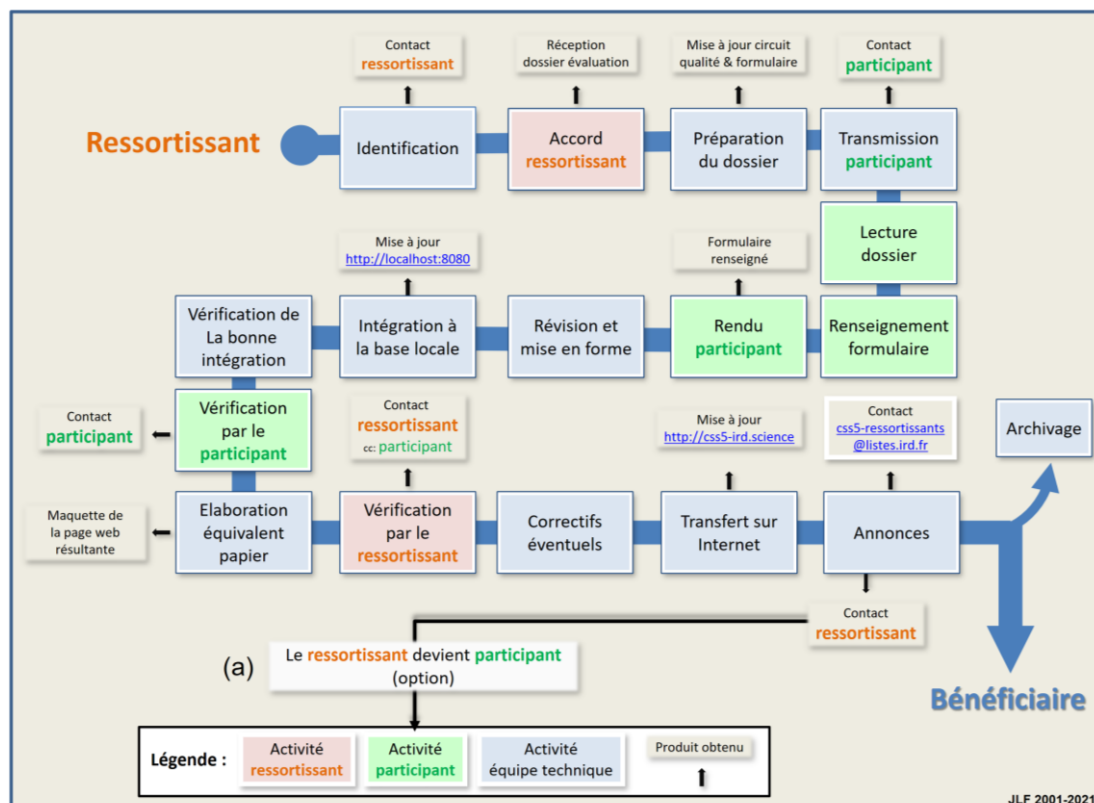 Contact
ressortissant
Réception
dossier évaluation
Mise à jour circuit
qualité & formulaire
Contact
participant
Ressortissant
Identification
Accord
ressortissant
Préparation
du dossier
Transmission
participant
Lecture
dossier
Mise à jour
http://localhost:8080
Formulaire
renseigné
Vérification de
La bonne
intégration
Intégration à
la base locale
Révision et
mise en forme
Rendu
participant
Renseignement
formulaire
Contact
participant
Vérification
par le
participant
Contact
ressortissant
cc: participant
Mise à jour
http://css5-ird.science
Contact
css5-ressortissants
@listes.ird.fr
Archivage
Maquette de
la page web
résultante
Elaboration
équivalent
papier
Vérification
par le
ressortissant
Correctifs
éventuels
Transfert sur
Internet
Annonces
Contact
ressortissant
(a)
Le ressortissant devient participant
(option)
Bénéficiaire
Légende :
Activité
ressortissant
Activité
participant
Activité
équipe technique
Produit obtenu
JLF 2001-2021